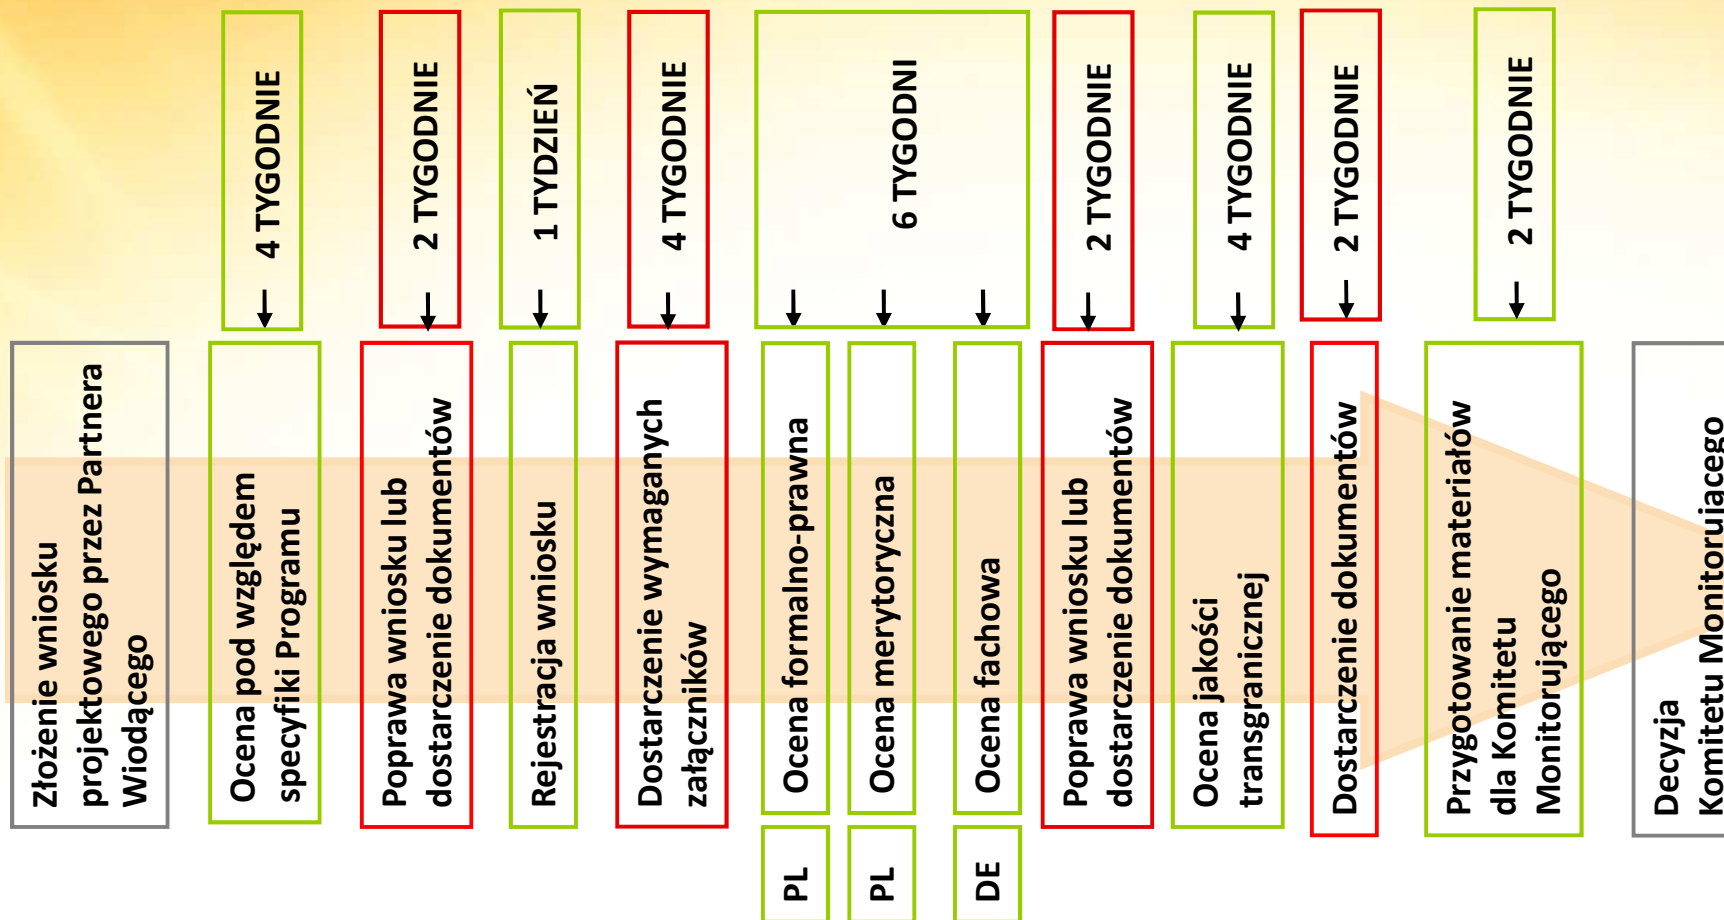 Złożenie wniosku
projektowego przez Partnera
Wiodącego
Ocena pod względem
specyfiki Programu
4 TYGODNIE
Poprawa wniosku lub
dostarczenie dokumentów
2 TYGODNIE
Rejestracja wniosku
1 TYDZIEŃ
Dostarczenie wymaganych
załączników
4 TYGODNIE
PL
Ocena formalno-prawna
PL
Ocena merytoryczna
DE
Ocena fachowa
6 TYGODNI
Poprawa wniosku lub
dostarczenie dokumentów
2 TYGODNIE
Ocena jakości
transgranicznej
4 TYGODNIE
Dostarczenie dokumentów
2 TYGODNIE
Przygotowanie materiałów
dla Komitetu
Monitorującego
2 TYGODNIE
Decyzja
Komitetu Monitorującego